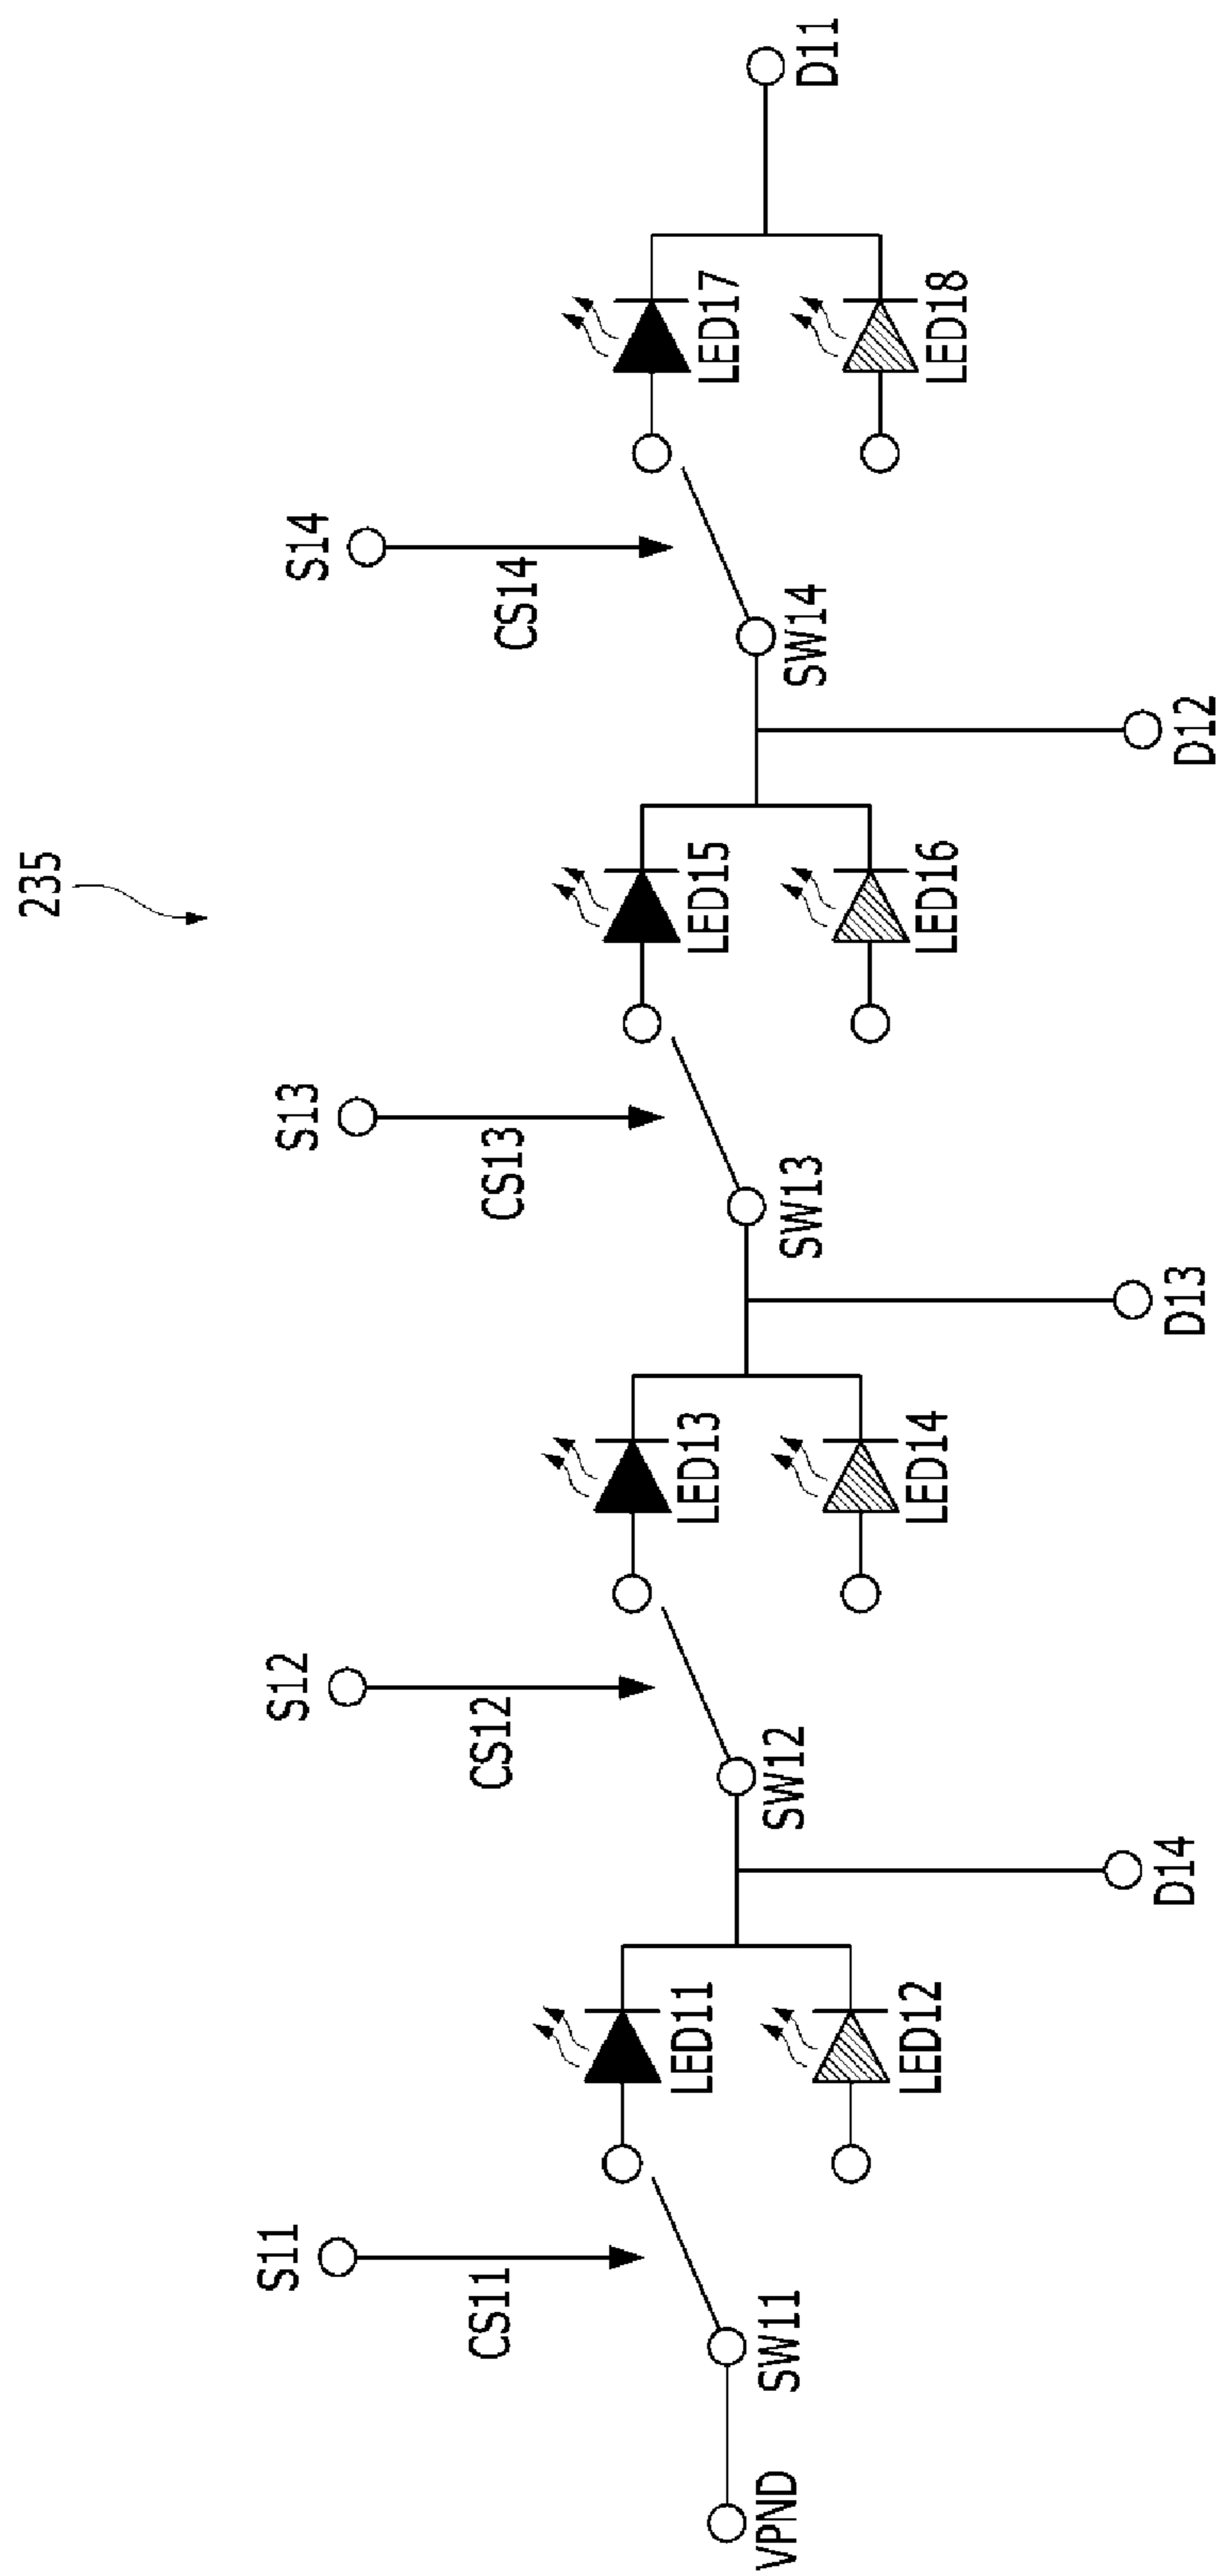 235
S11
S12
S13
S14
CS11
CS12
CS13
CS14
LED11
LED13
LED15
LED17
VPND
SW11
SW12
SW13
SW14
D11
LED12
LED14
LED16
LED18
D14
D13
D12